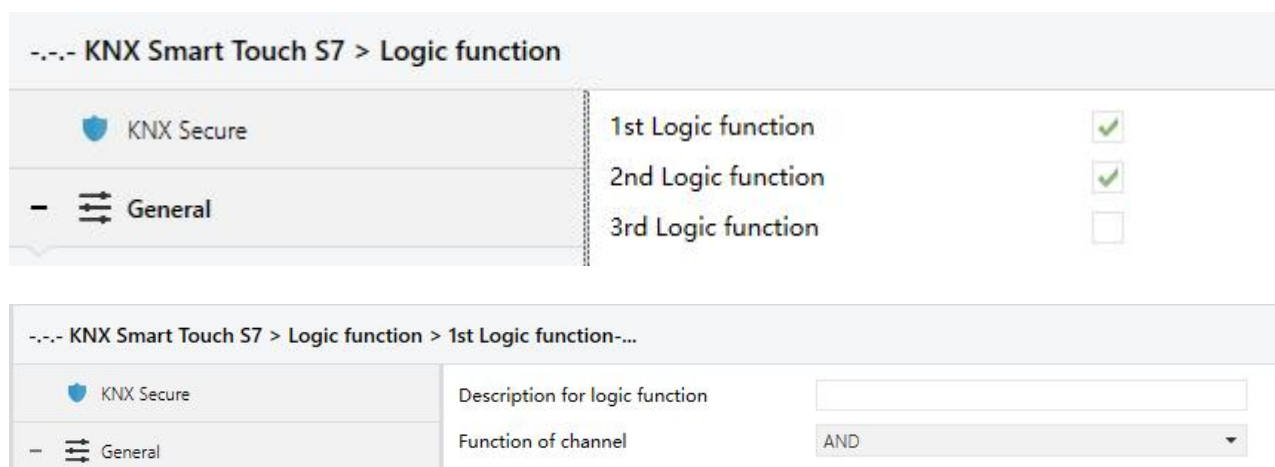 -.-.- KNX Smart Touch S7 > Logic function
KNX Secure
1st Logic function
2nd Logic function
– General
3rd Logic function
-.-.- KNX Smart Touch S7 > Logic function > 1st Logic function-...
KNX Secure
Description for logic function
– General
Function of channel AND